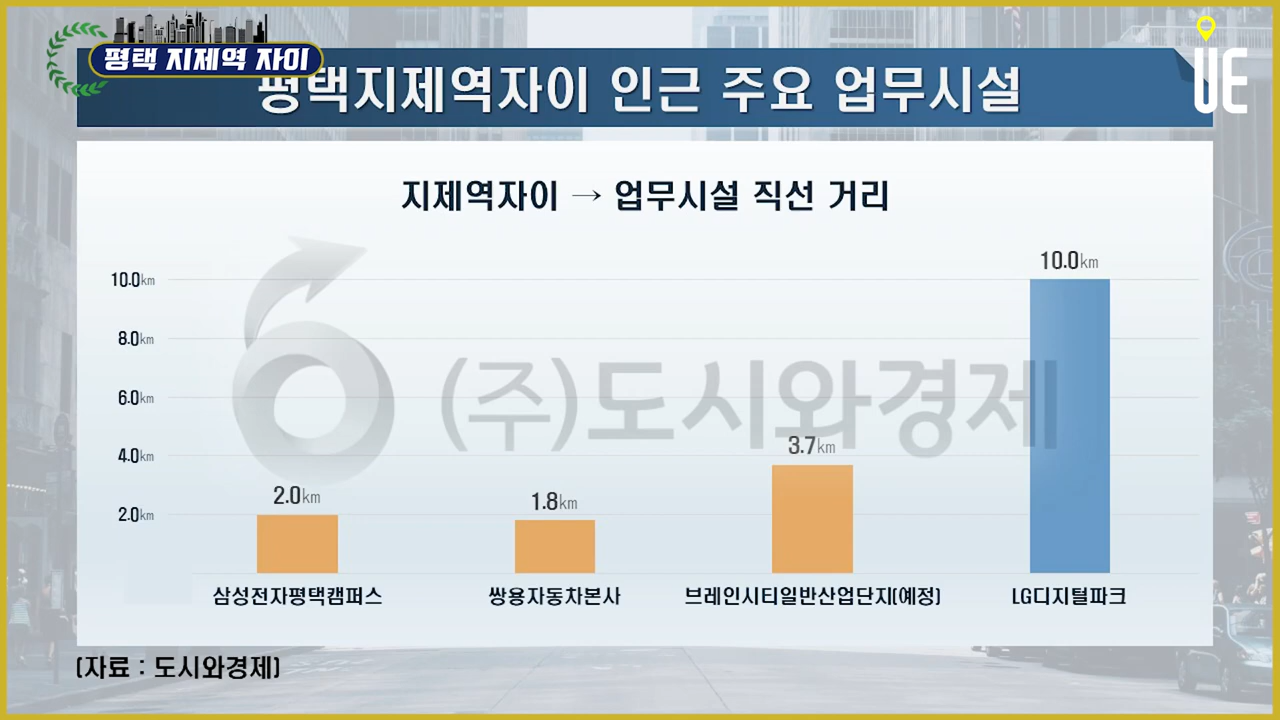 평택 지제역 자이
평택지제역자이 인근 주요 업무시설
UE
지제역자이 → 업무시설 직선 거리
10.0km
8.0km
6.0km
4.0km
2.0km
2.0km
1.8km
3.7km
10.0km
(주)도시와경제
삼성전자평택캠퍼스
쌍용자동차본사
브레인시티일반산업단지(예정)
LG디지털파크
(자료 : 도시와경제)